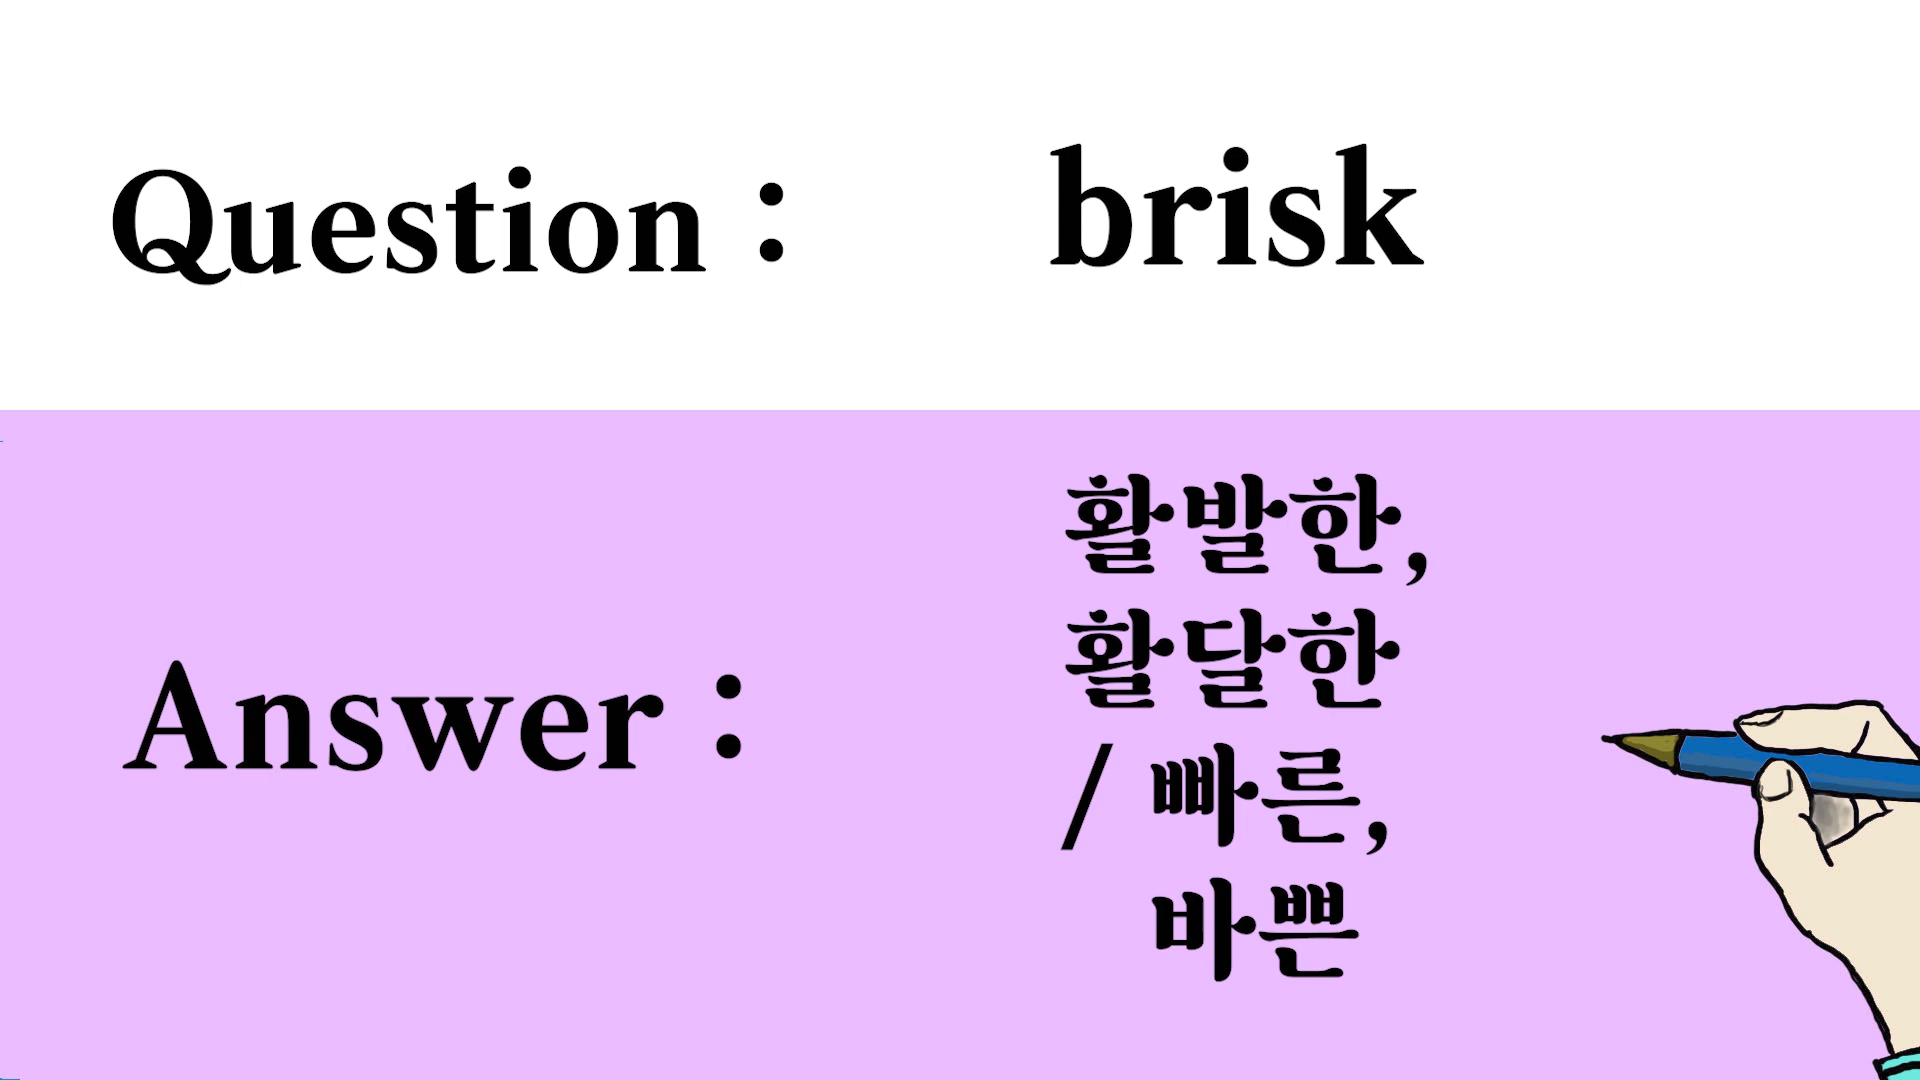 Question :
brisk
Answer :
활발한,
활달한
/ 빠른,
바쁜